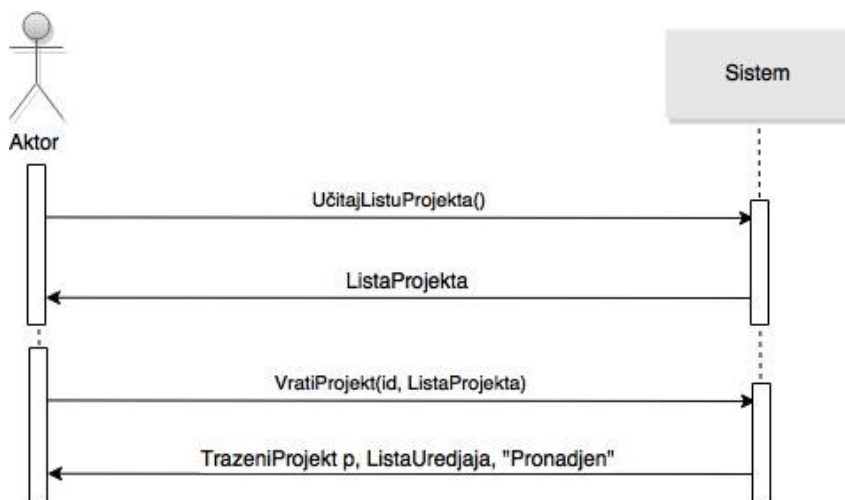 Sistem
Aktor
UčitajListuProjekta()
ListaProjekta
VratiProjekt(id, ListaProjekta)
TrazeniProjekt p, ListaUredjaja, "Pronadjen"